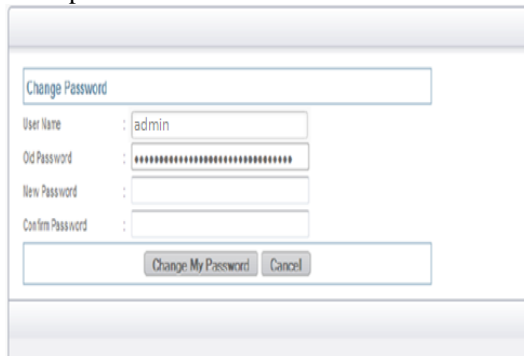 Change Password
User Name : admin
Old Password : ••••••••••••••••••••••••••••••••
New Password :
Confirm Password :
Change My Password Cancel